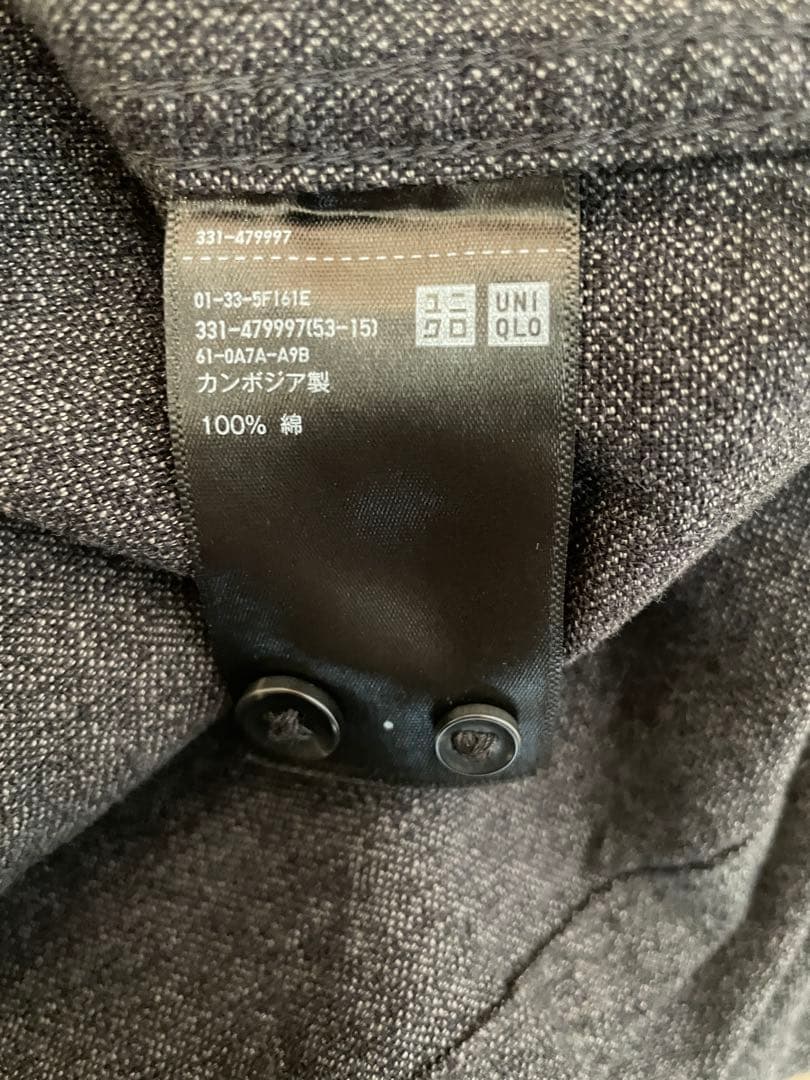 331-479997
01-33-5F161E
331-479997(53-15)
61-0A7A-A9B
カンボジア製
100% 綿
ユニ
クロ
UNI
QLO